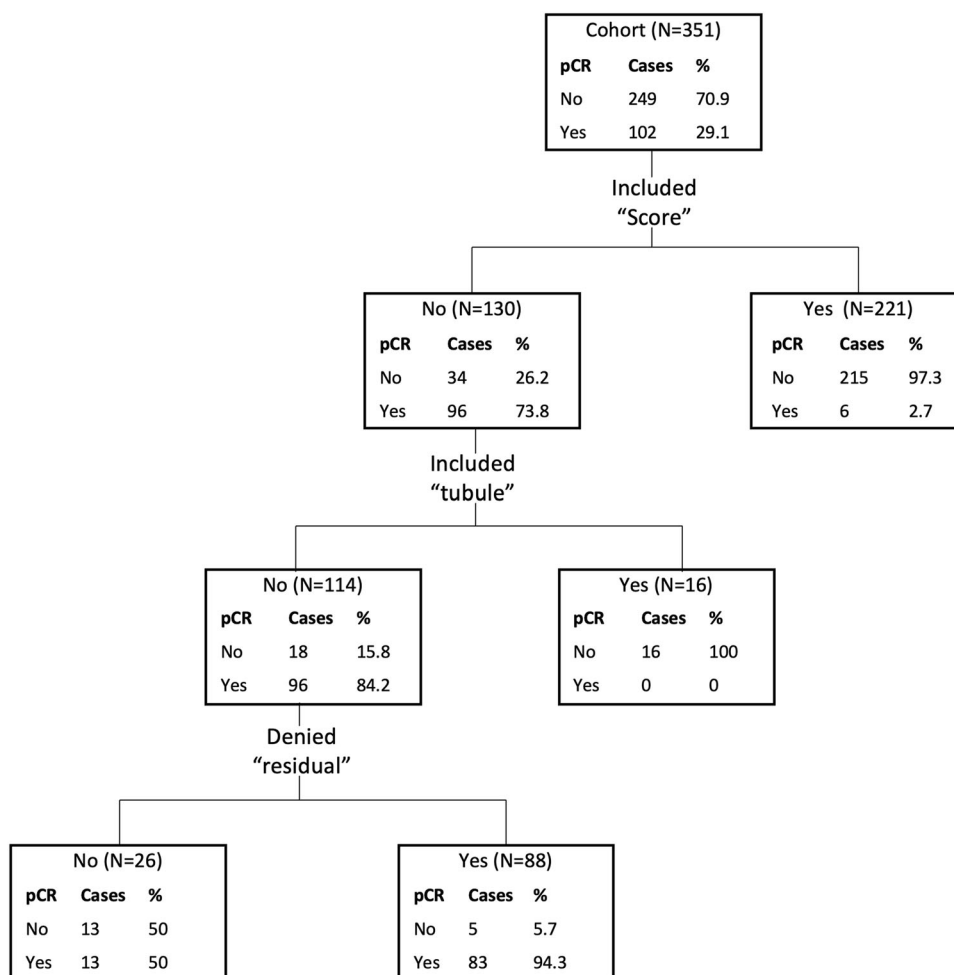 Cohort (N=351)
pCR Cases %
No 249 70.9
Yes 102 29.1
Included
“Score”
No (N=130)
pCR Cases %
No 34 26.2
Yes 96 73.8
Yes (N=221)
pCR Cases %
No 215 97.3
Yes 6 2.7
Included
“tubule”
No (N=114)
pCR Cases %
No 18 15.8
Yes 96 84.2
Yes (N=16)
pCR Cases %
No 16 100
Yes 0 0
Denied
“residual”
No (N=26)
pCR Cases %
No 13 50
Yes 13 50
Yes (N=88)
pCR Cases %
No 5 5.7
Yes 83 94.3